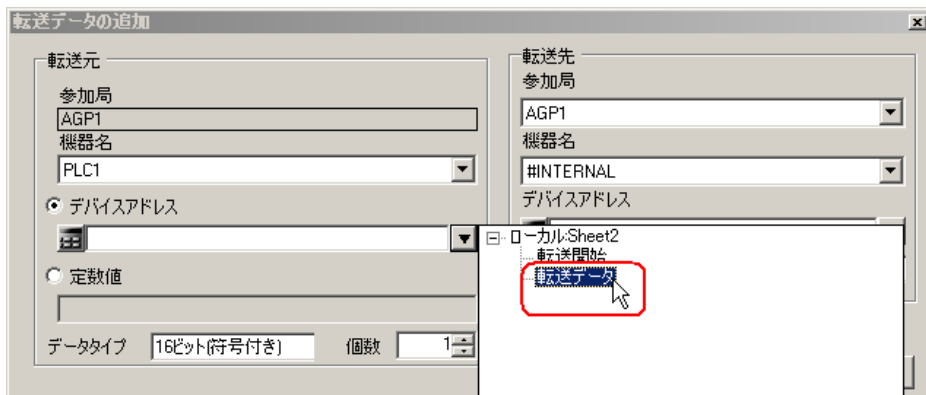 転送データの追加
転送元
参加局
AGP1
機器名
PLC1
デバイスアドレス
定数値
データタイプ 16ビット(符号付き) 個数 1
転送先
参加局
AGP1
機器名
#INTERNAL
デバイスアドレス
ローカル:Sheet2
転送開始
転送データ